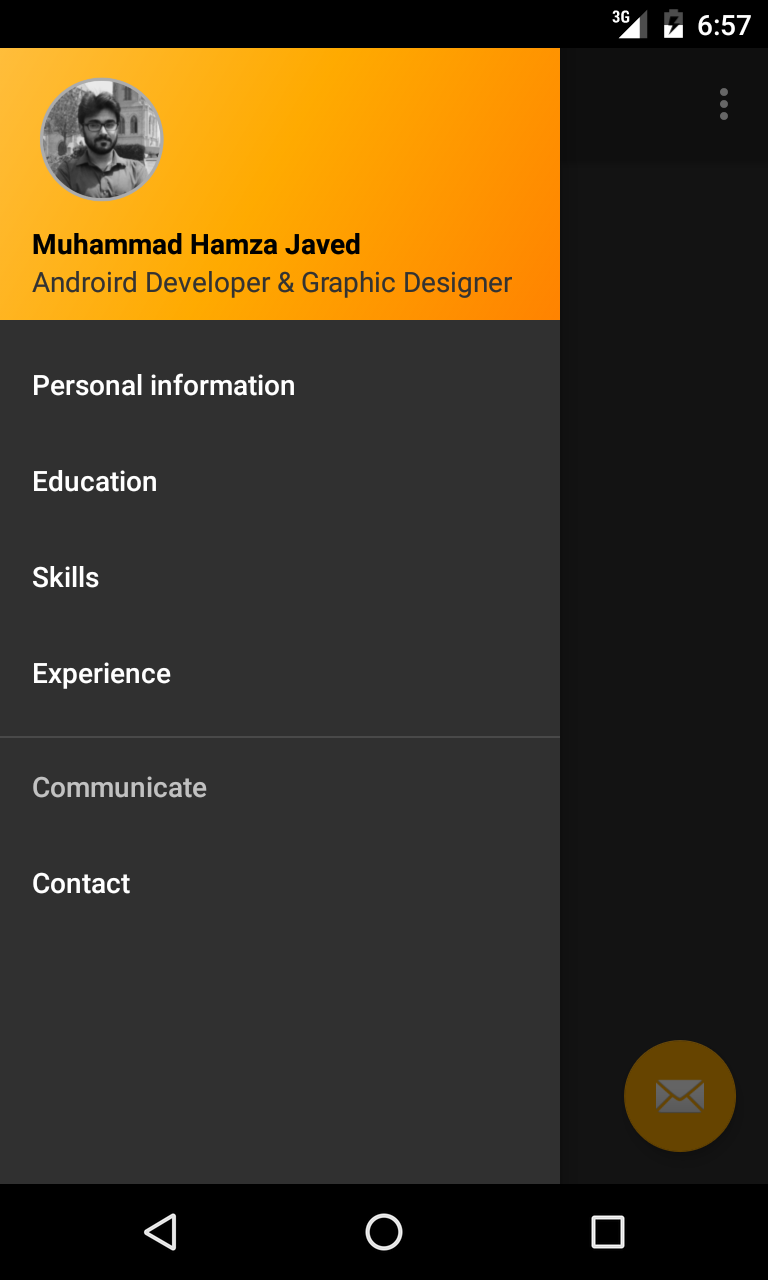 3G 6:57
Muhammad Hamza Javed
Androird Developer & Graphic Designer
Personal information
Education
Skills
Experience
Communicate
Contact